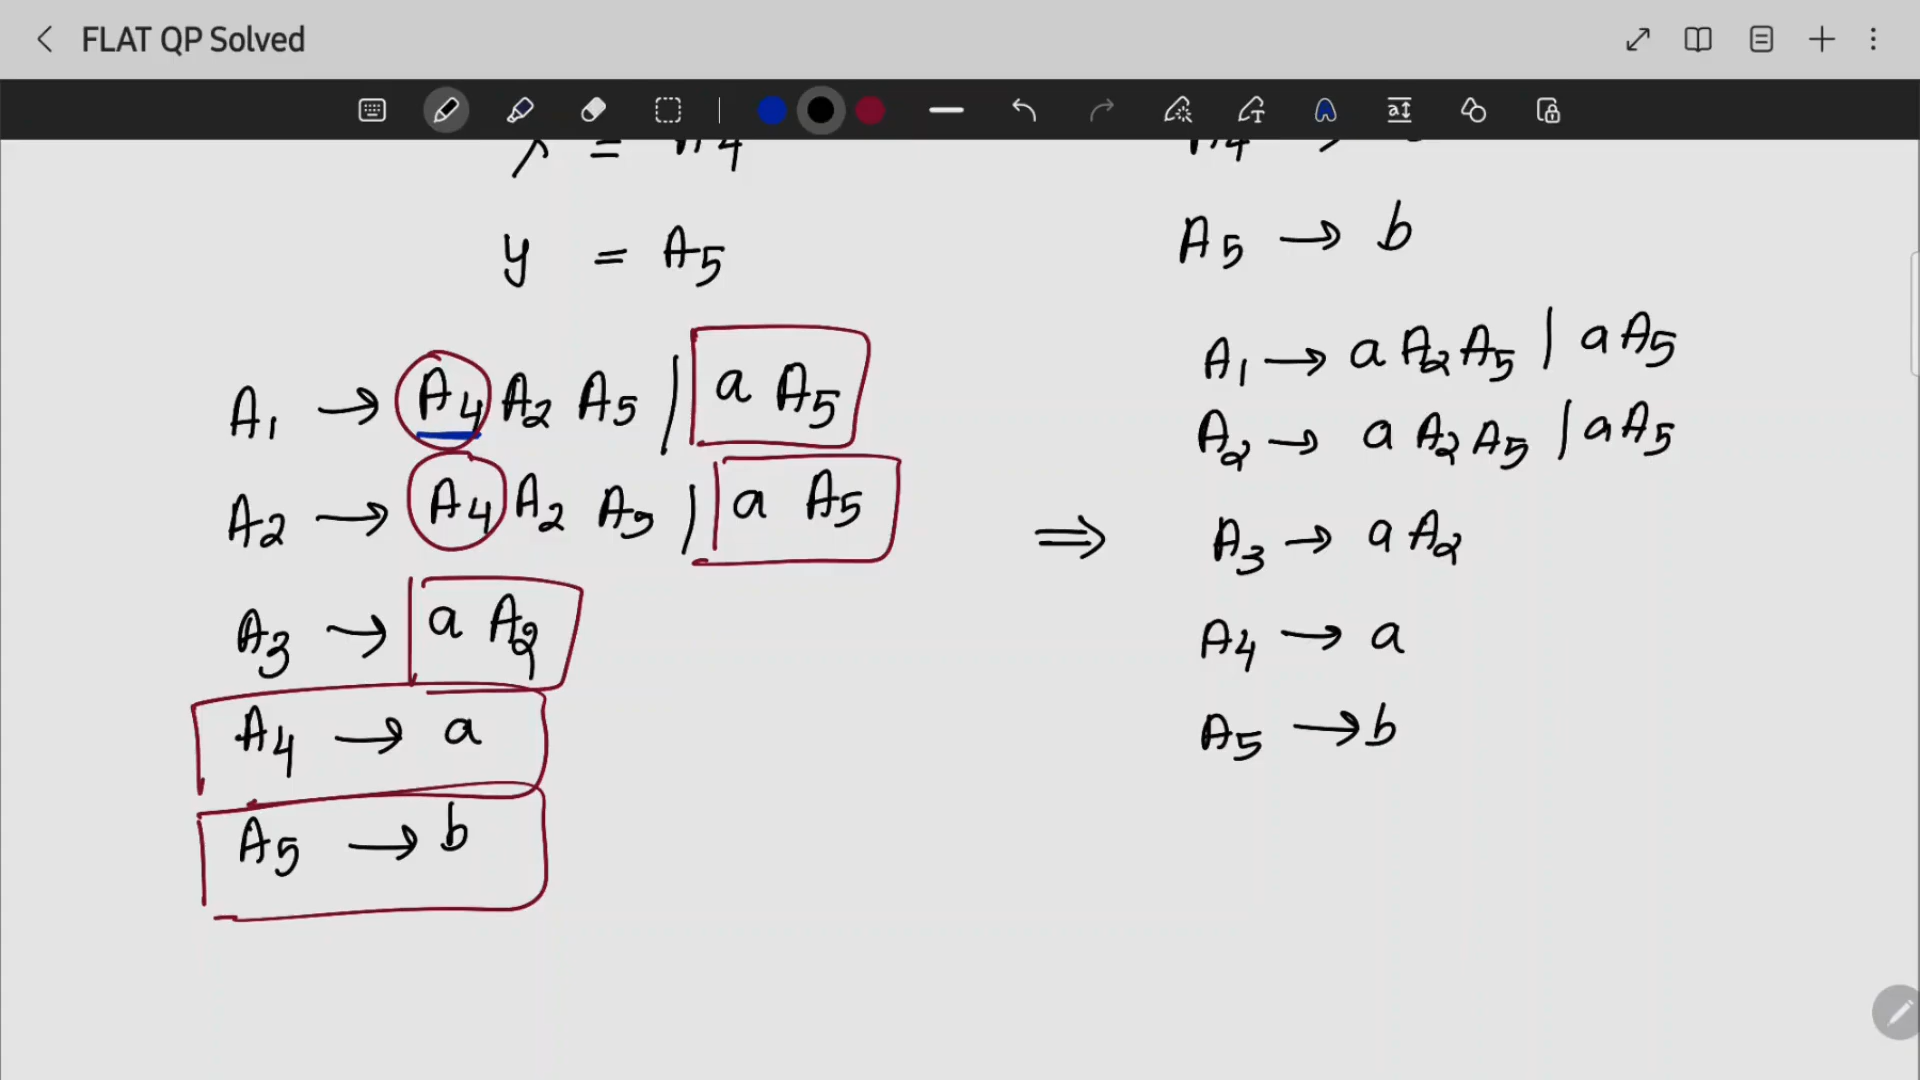 FLAT QP Solved
= A4
y = A5
A1 → A4 A2 A5 | a A5
A2 → A4 A2 A5 | a A5
A3 → a A2
A4 → a
A5 → b
A5 → b
A1 → a A2 A5 | a A5
A2 → a A2 A5 | a A5
⇒ A3 → a A2
A4 → a
A5 → b